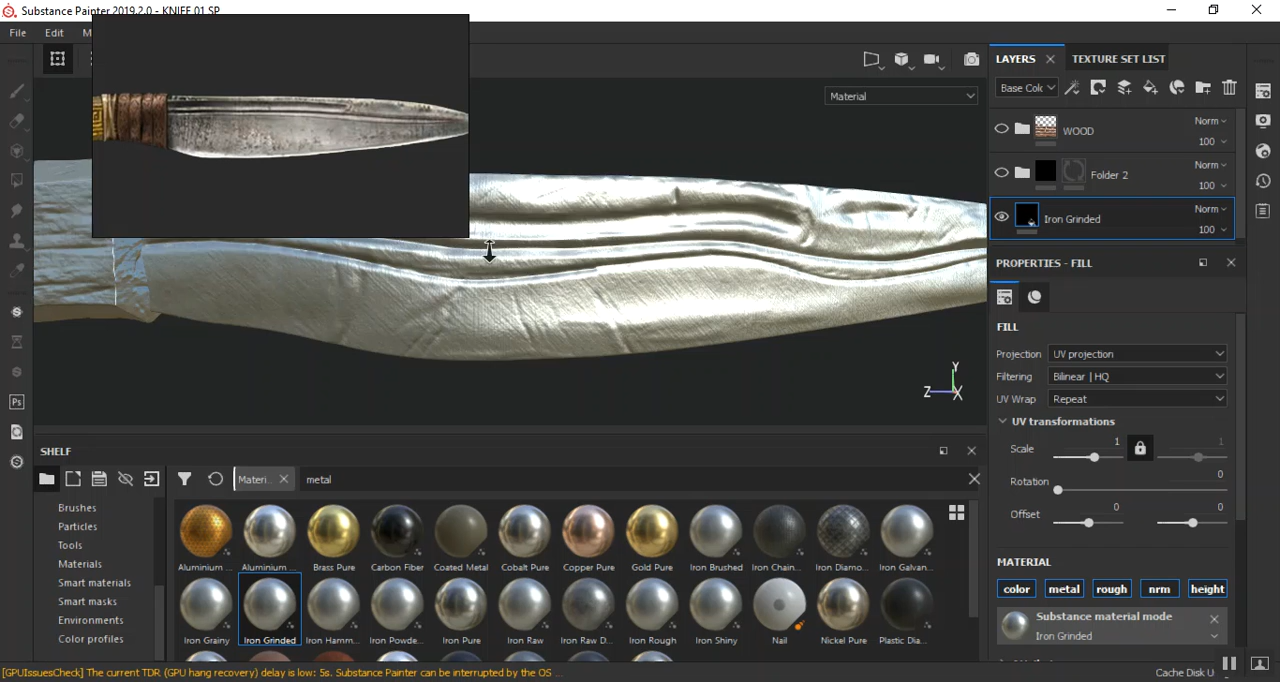 Substance Painter 2019.2.0 - KNIFE 01 SP
File Edit M
Material
LAYERS TEXTURE SET LIST
Base Col
WOOD Norm 100
Folder 2 Norm 100
Iron Grinded Norm 100
PROPERTIES - FILL
FILL
Projection UV projection
Filtering Bilinear | HQ
UV Wrap Repeat
UV transformations
Scale 1 1
Rotation 0
Offset 0 0
MATERIAL
color metal rough nrm height
Substance material mode
Iron Grinded
Y
Z X
SHELF
Materi.. metal
Brushes
Particles
Tools
Materials
Smart materials
Smart masks
Environments
Color profiles
Aluminium ... Aluminium ... Brass Pure Carbon Fiber Coated Metal Cobalt Pure Copper Pure Gold Pure Iron Brushed Iron Chain... Iron Diamo... Iron Galvan...
Iron Grainy Iron Grinded Iron Hamm... Iron Powde... Iron Pure Iron Raw Iron Raw D... Iron Rough Iron Shiny Nail Nickel Pure Plastic Dia...
[GPUIssuesCheck] The current TDR (GPU hang recovery) delay is low: 5s. Substance Painter can be interrupted by the OS ...
Cache Disk U